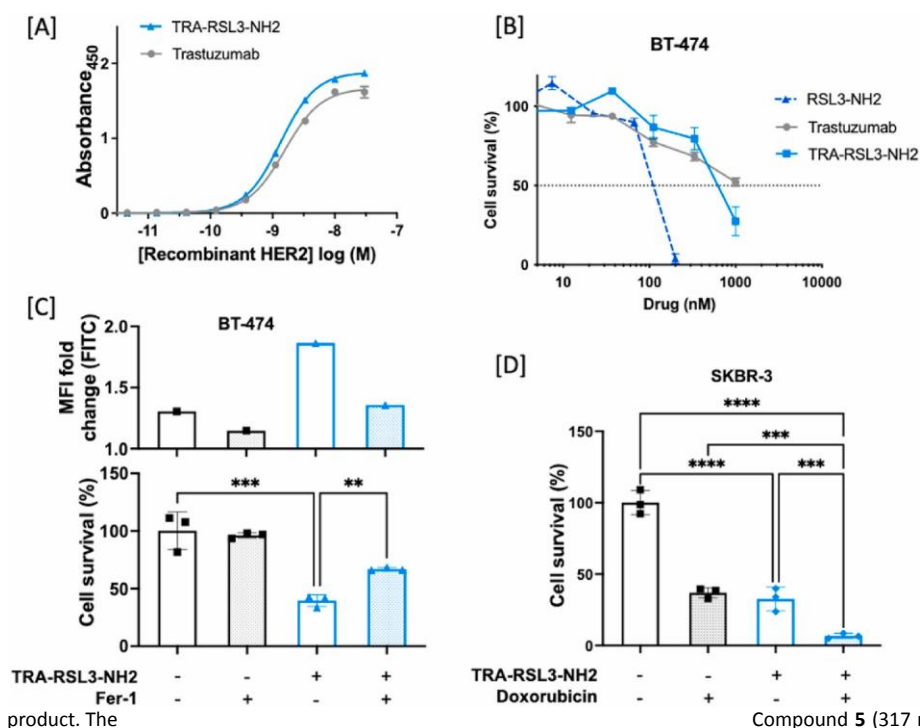 [A]
TRA-RSL3-NH2
Trastuzumab
Absorbance450
2
1
0
-11 -10 -9 -8 -7
[Recombinant HER2] log (M)
[B]
BT-474
Cell survival (%)
100
50
0
10 100 1000 10000
Drug (nM)
RSL3-NH2
Trastuzumab
TRA-RSL3-NH2
[C]
BT-474
MFI fold
change (FITC)
2.0
1.5
1.0
Cell survival (%)
150
100
50
0
*** **
TRA-RSL3-NH2 - - + +
Fer-1 - + - +
[D]
SKBR-3
****
***
**** ***
Cell survival (%)
150
100
50
0
TRA-RSL3-NH2 - - + +
Doxorubicin - + - +
product. The
Compound 5 (317